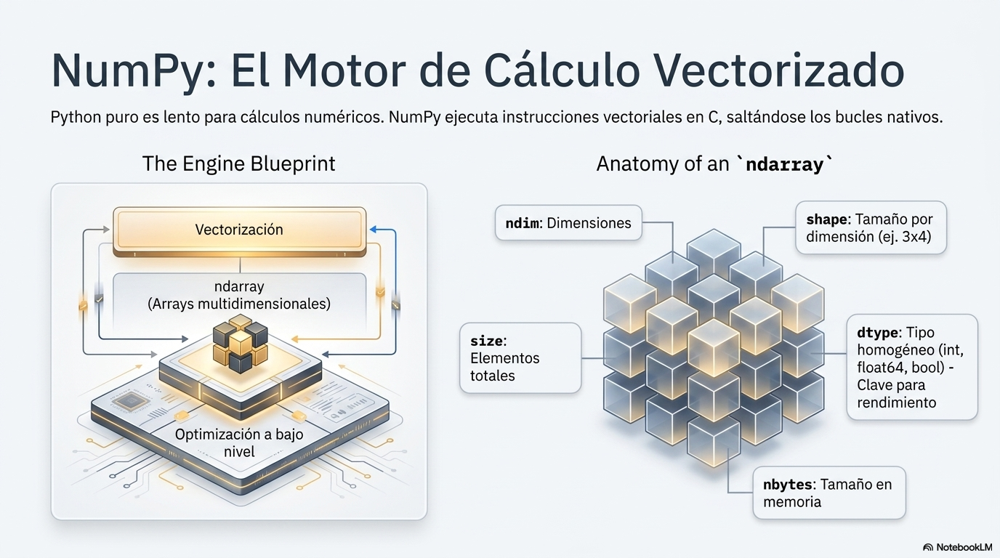 NumPy: El Motor de Cálculo Vectorizado
Python puro es lento para cálculos numéricos. NumPy ejecuta instrucciones vectoriales en C, saltándose los bucles nativos.
The Engine Blueprint
Vectorización
ndarray
(Arrays multidimensionales)
Optimización a bajo
nivel
Anatomy of an `ndarray`
ndim: Dimensiones
shape: Tamaño por
dimensión (ej. 3x4)
size:
Elementos
totales
dtype: Tipo
homogéneo (int,
float64, bool) -
Clave para
rendimiento
nbytes: Tamaño en
memoria
NotebookLM